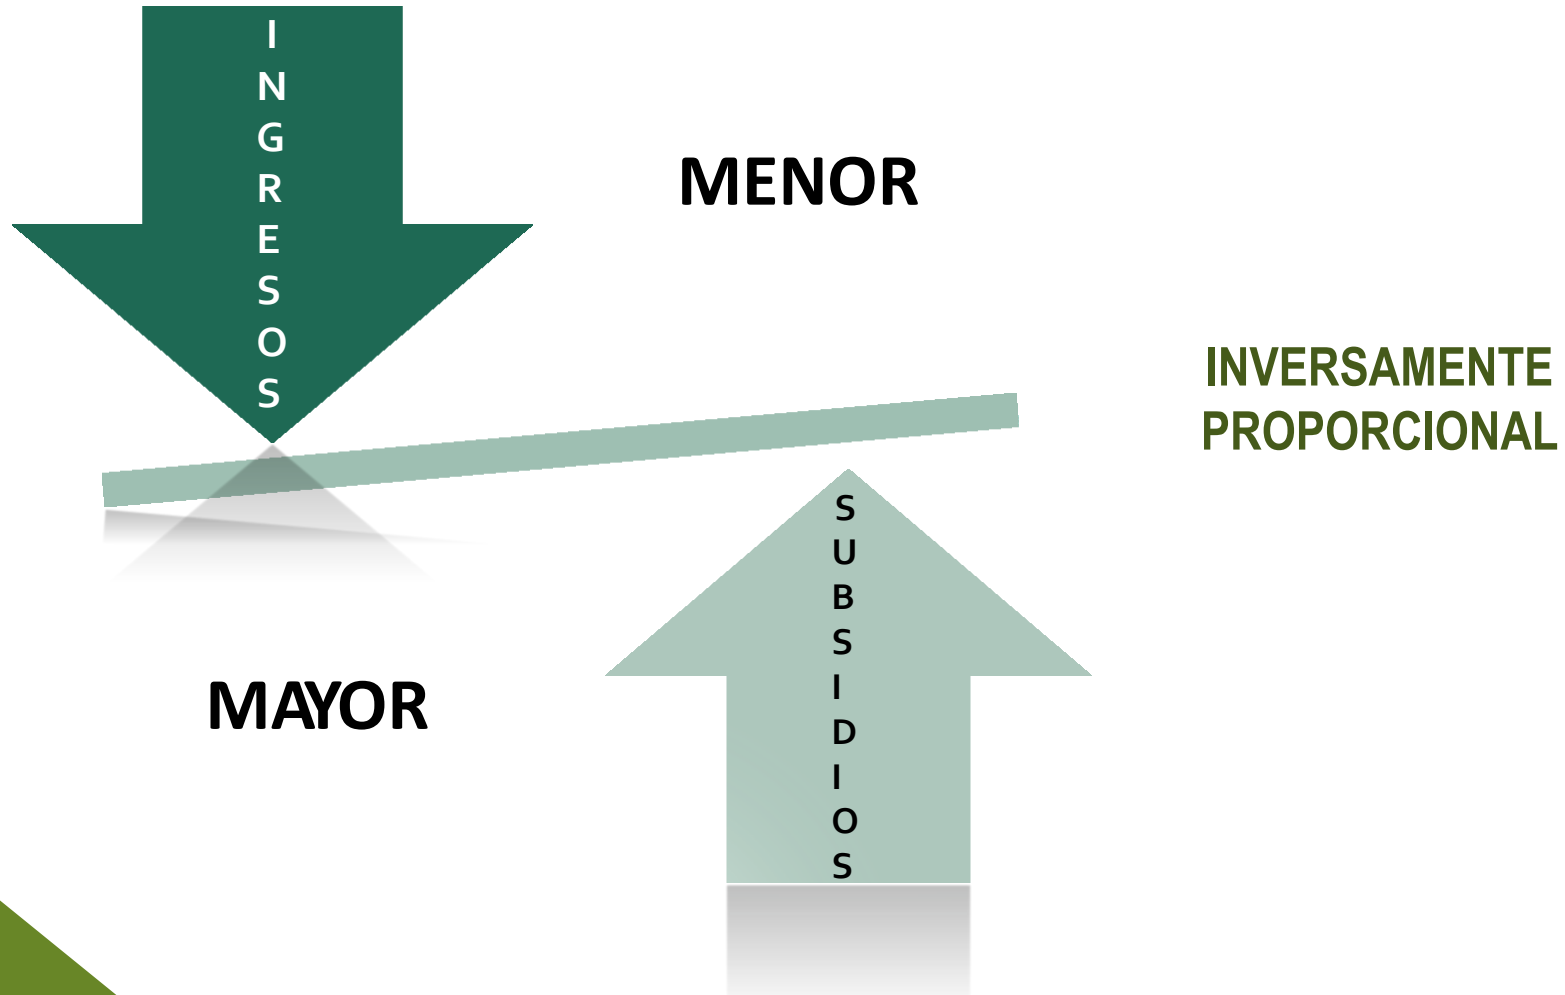 INGRESOS
MENOR
INVERSAMENTE
PROPORCIONAL
SUBSIDIOS
MAYOR